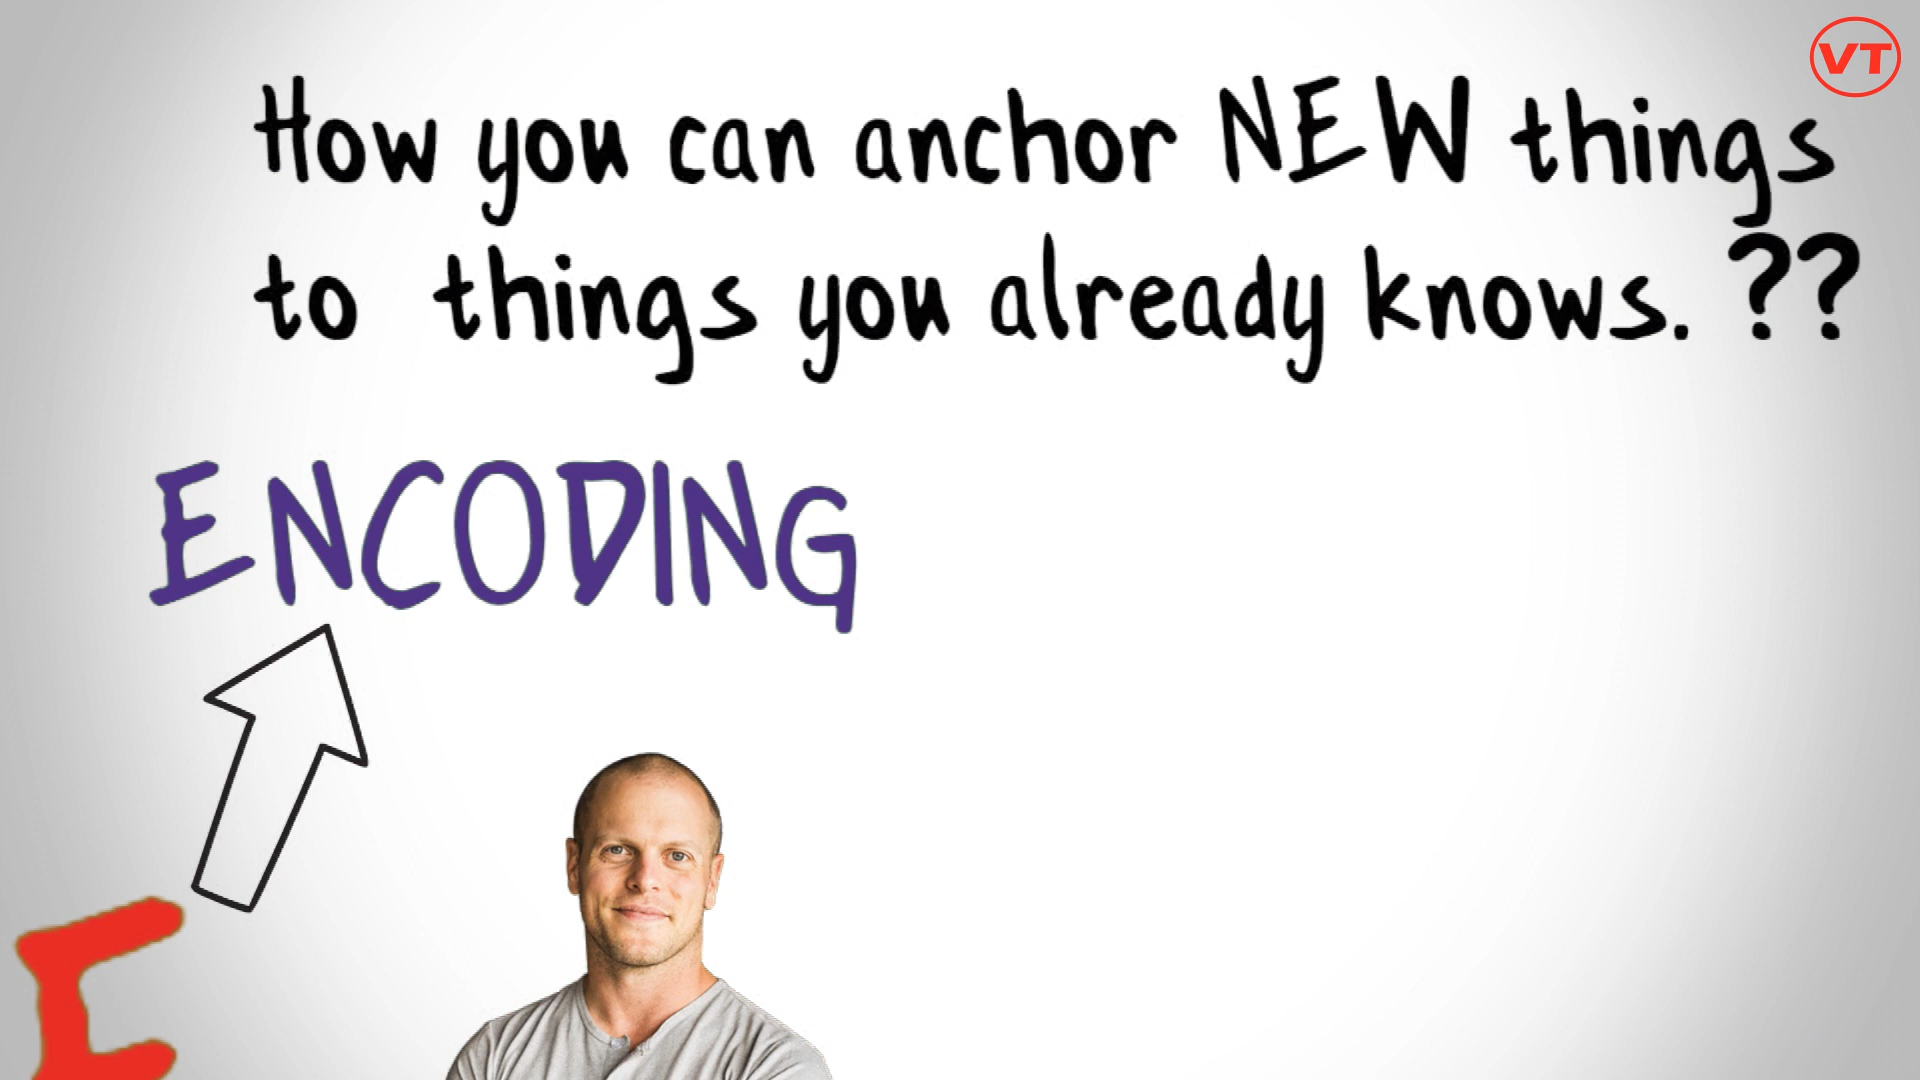 VT
How you can anchor NEW things
to things you already knows. ??
ENCODING
E